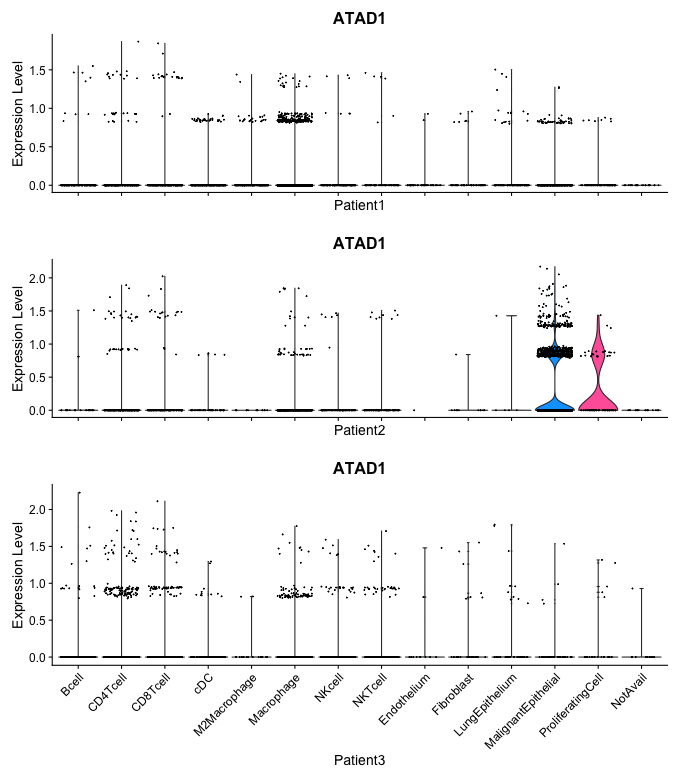 ATAD1
Expression Level
1.5
1.0
0.5
0.0
Patient1
ATAD1
Expression Level
2.0
1.5
1.0
0.5
0.0
Patient2
ATAD1
Expression Level
2.0
1.5
1.0
0.5
0.0
Bcell
CD4Tcell
CD8Tcell
cDC
M2Macrophage
Macrophage
NKcell
NKTcell
Endothelium
Fibroblast
LungEpithelium
MalignantEpithelial
ProliferatingCell
NotAvail
Patient3